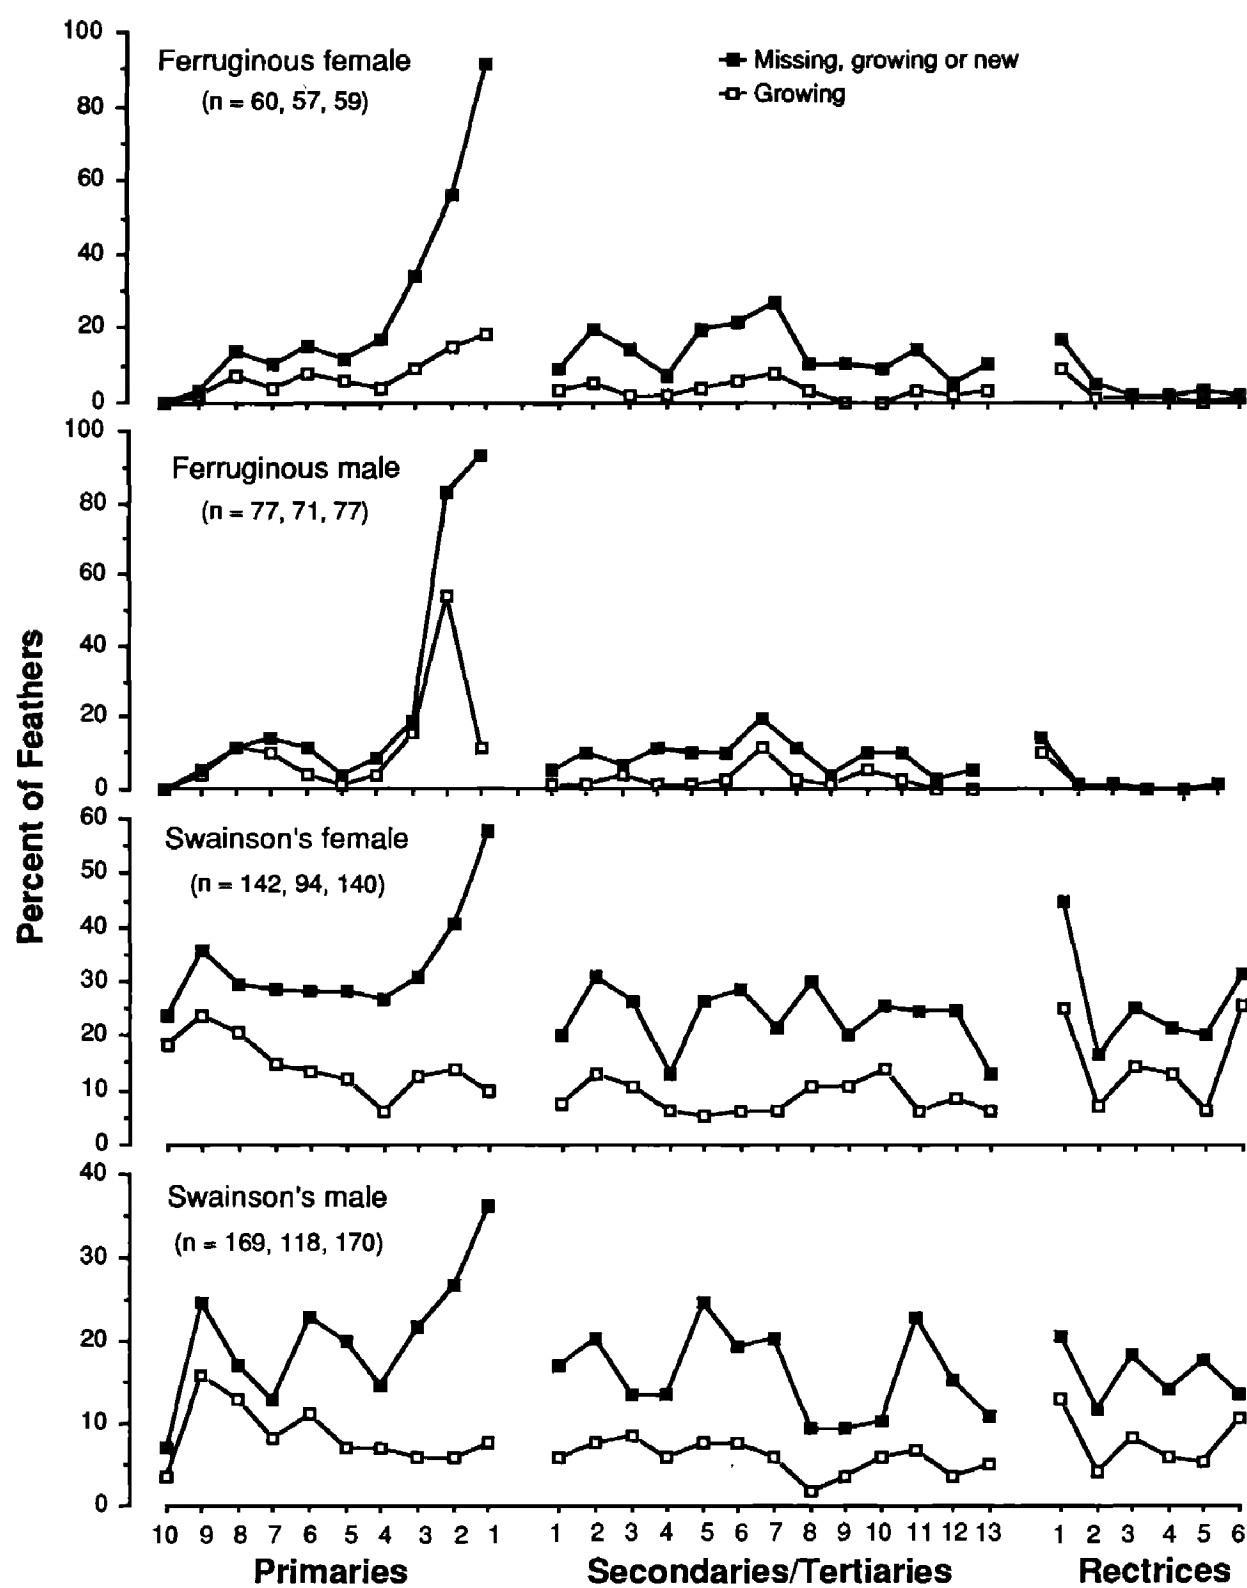 Percent of Feathers
100
80
60
40
20
0
Ferruginous female
(n = 60, 57, 59)
Missing, growing or new
Growing
100
80
60
40
20
0
Ferruginous male
(n = 77, 71, 77)
60
50
40
30
20
10
0
Swainson's female
(n = 142, 94, 140)
40
30
20
10
0
Swainson's male
(n = 169, 118, 170)
10 9 8 7 6 5 4 3 2 1 1 2 3 4 5 6 7 8 9 10 11 12 13 1 2 3 4 5 6
Primaries Secondaries/Tertiaries Rectrices